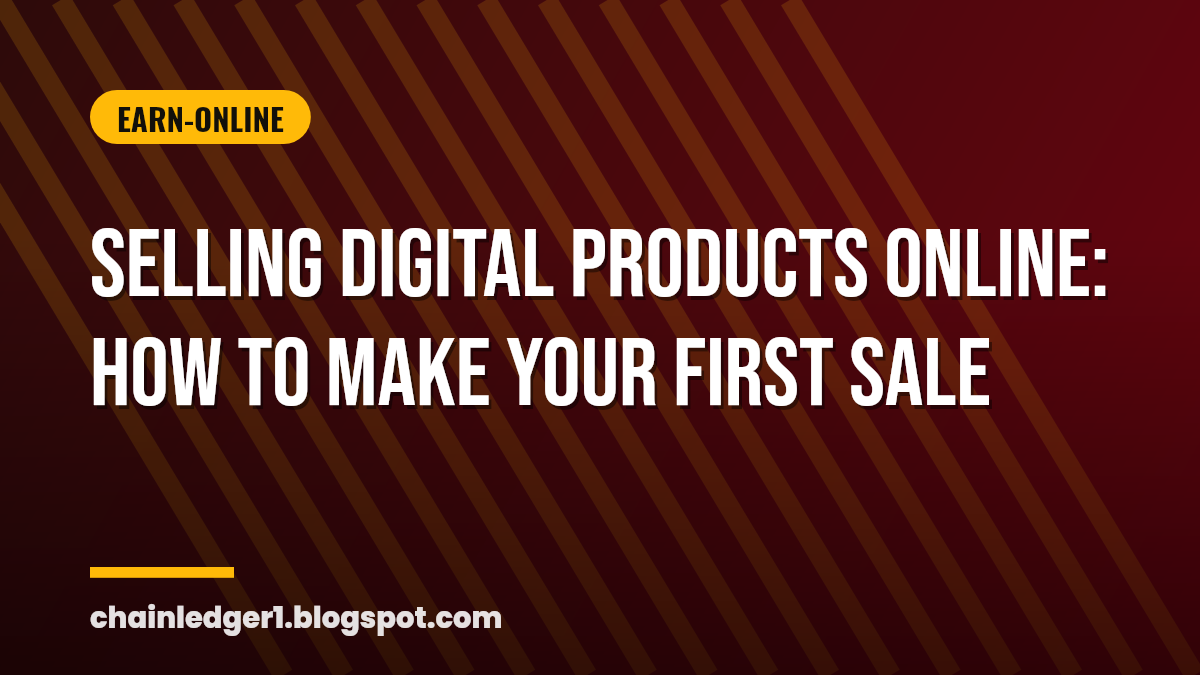 EARN-ONLINE
SELLING DIGITAL PRODUCTS ONLINE:
HOW TO MAKE YOUR FIRST SALE
chainledger1.blogspot.com